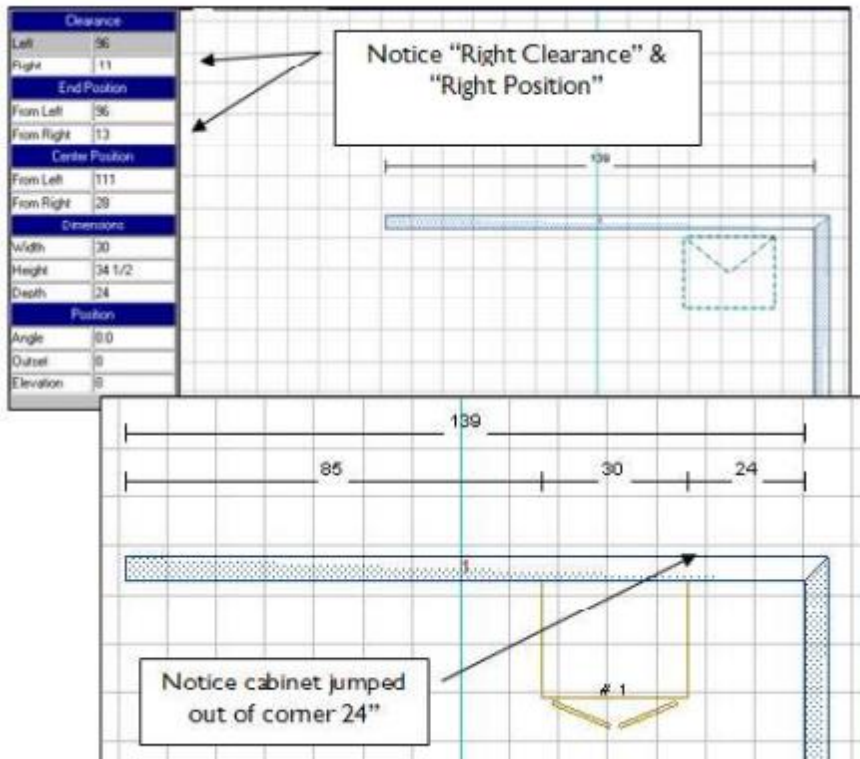 Clearance
Left 96
Right 11
End Position
From Left 96
From Right 13
Center Position
From Left 111
From Right 28
Dimensions
Width 30
Height 34 1/2
Depth 24
Position
Angle 0.0
Outset 0
Elevation 0
Notice “Right Clearance” &
“Right Position”
139
139
85 30 24
1
# 1
Notice cabinet jumped
out of corner 24”